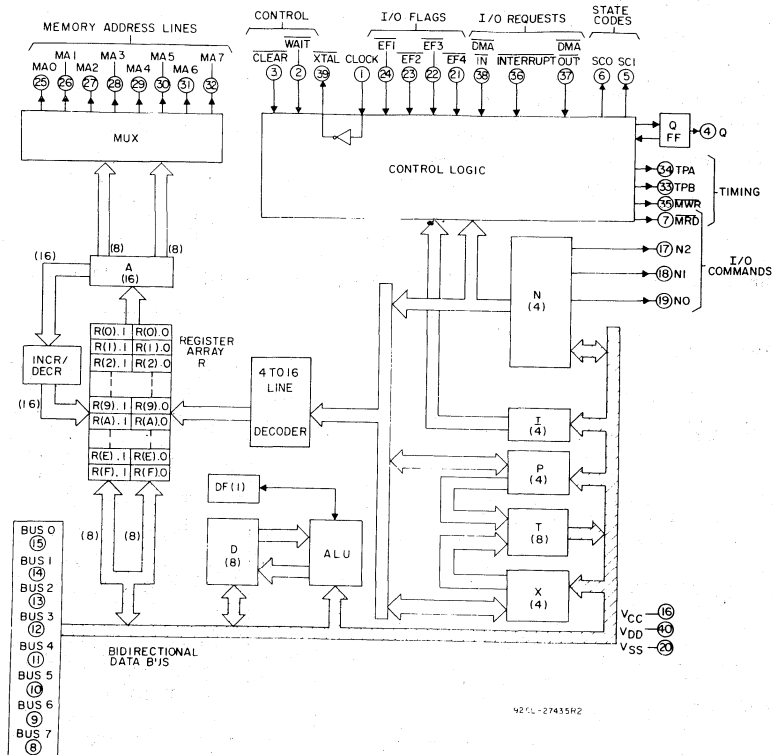 MEMORY ADDRESS LINES
CONTROL
I/O FLAGS
I/O REQUESTS
STATE CODES
MA0 MA1 MA2 MA3 MA4 MA5 MA6 MA7
25 26 27 28 29 30 31 32
CLEAR WAIT XTAL CLOCK EF1 EF2 EF3 EF4 DMA IN INTERRUPT DMA OUT SC0 SC1
3 2 39 1 24 23 22 21 38 36 37 6 5
MUX
CONTROL LOGIC
Q FF
4 Q
34 TPA
33 TPB
35 MWR
7 MRD
TIMING
I/O COMMANDS
(8) (8)
(16)
A (16)
N (4)
17 N2
18 N1
19 N0
INCR/ DECR
(16)
R(0).1 R(0).0
R(1).1 R(1).0
R(2).1 R(2).0
R(9).1 R(9).0
R(A).1 R(A).0
R(E).1 R(E).0
R(F).1 R(F).0
REGISTER ARRAY R
4 TO 16 LINE DECODER
I (4)
P (4)
T (8)
X (4)
DF (1)
D (8)
ALU
(8) (8)
BUS 0
15
BUS 1
14
BUS 2
13
BUS 3
12
BUS 4
11
BUS 5
10
BUS 6
9
BUS 7
8
BIDIRECTIONAL DATA BUS
VCC 16
VDD 40
VSS 20
92CL-27435R2